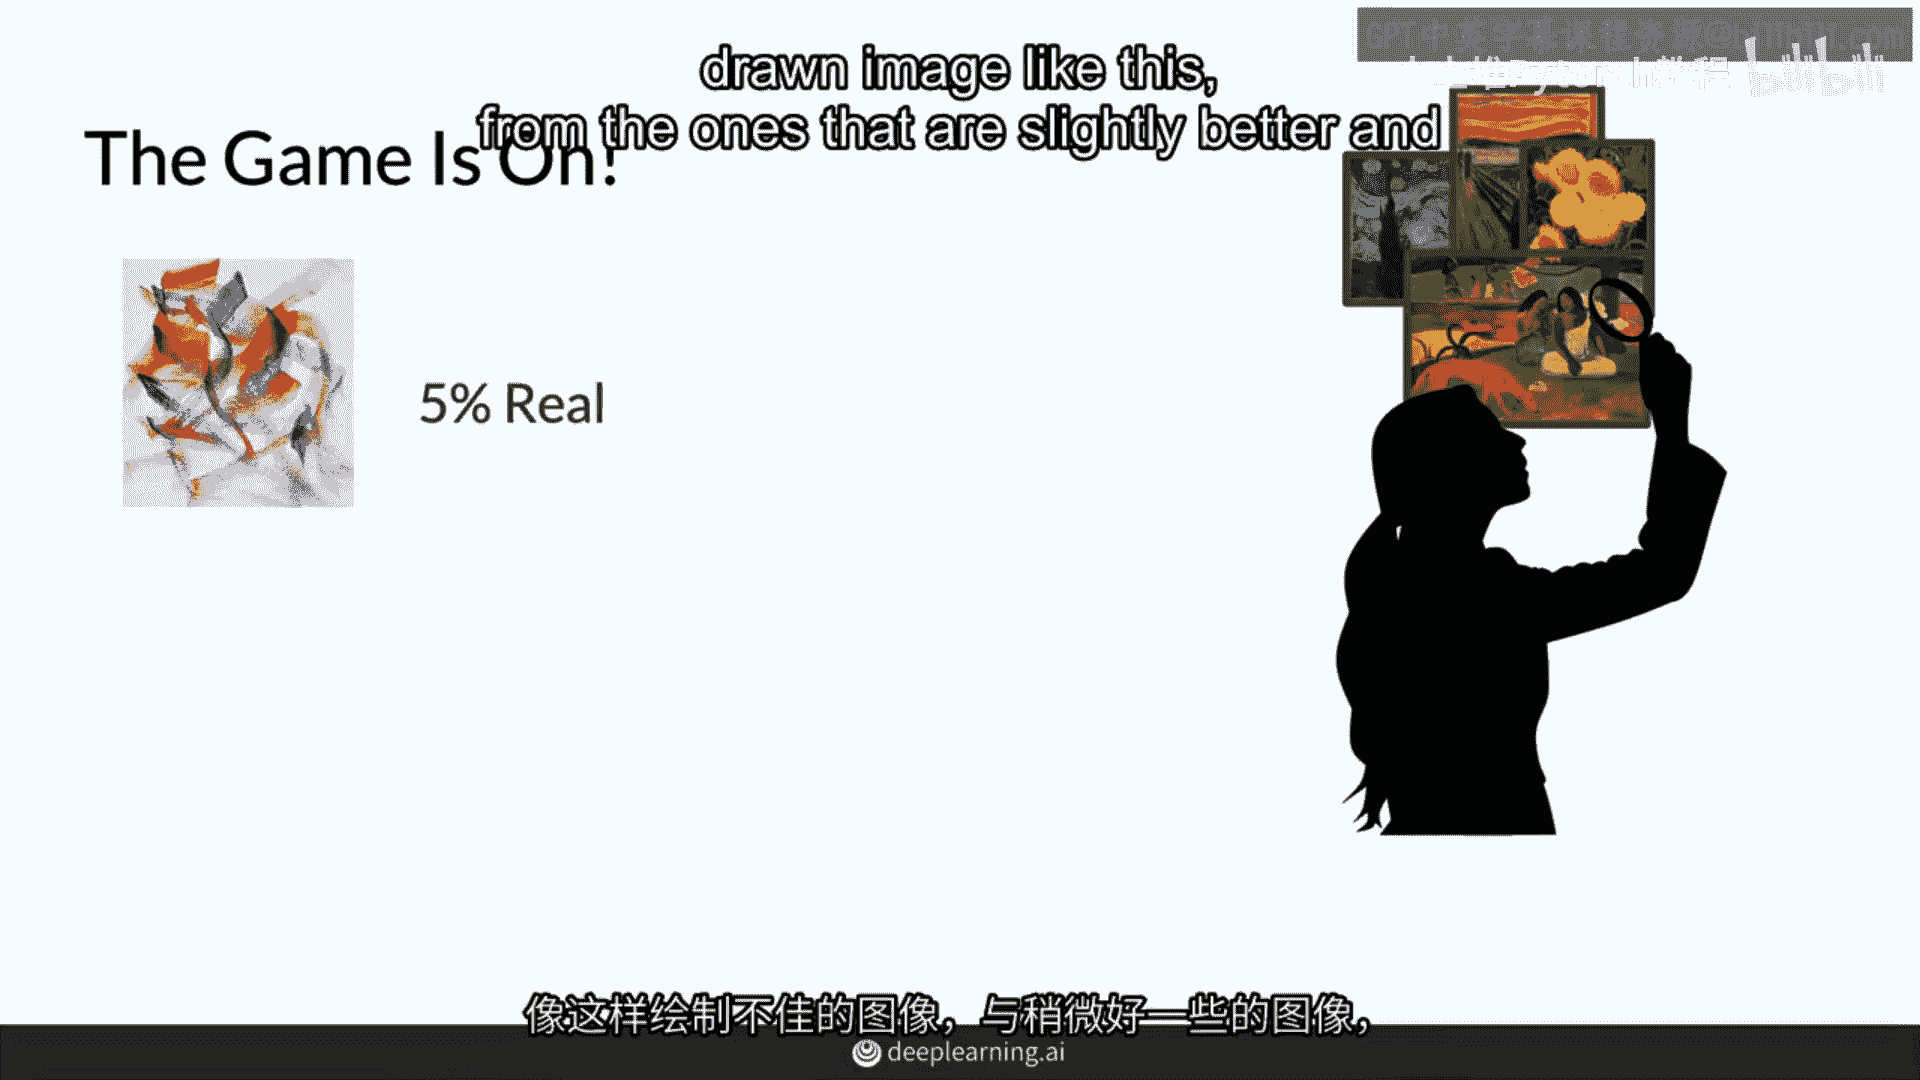 drawn image like this,
from the ones that are slightly better and
The Game Is On!
5% Real
像这样绘制不佳的图像，与稍微好一些的图像，
deeplearning.ai
bilibili